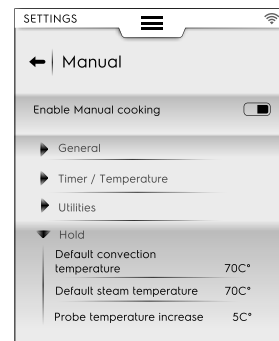 SETTINGS
Manual
Enable Manual cooking
General
Timer / Temperature
Utilities
Hold
Default convection
temperature 70C°
Default steam temperature 70C°
Probe temperature increase 5C°